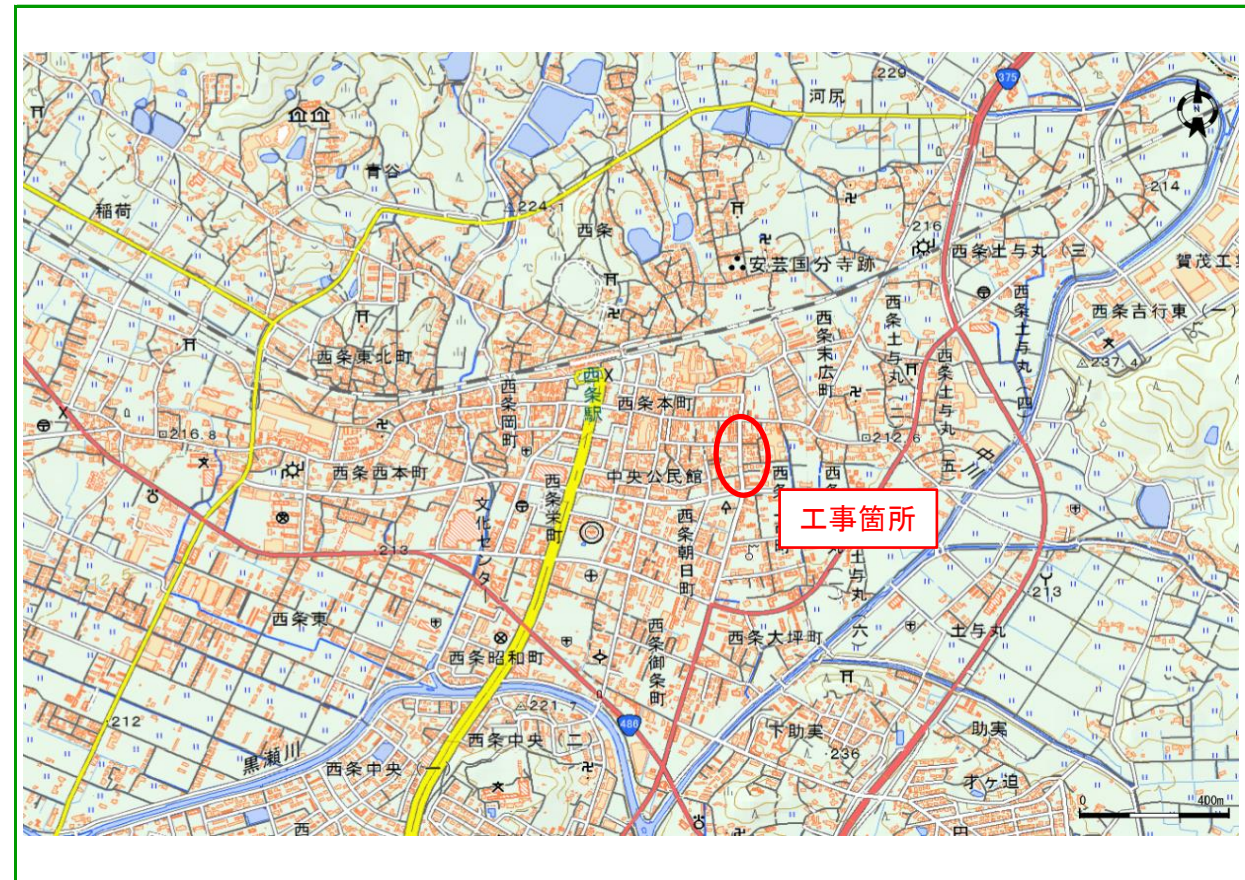 375
229
河尻
青谷
214
稲荷
224.1
西条
216
西条土与丸(三)
安芸国分寺跡
賀茂工業
西条吉行東(一)
西条土与丸(四)
西条末広町
西条土与丸(二)
西条土与丸(五)
237.4
西条東北町
西条駅
西条岡町
西条本町
216.8
212.6
中川
西条西本町
中央公民館
工事箇所
西条栄町
文化センター
西条朝日町
213
213
西条東
西条大坪町
土与丸
西条昭和町
西条御条町
221.7
212
486
下助実
助実
236
黒瀬川
西条中央(二)
西条中央(一)
才ヶ迫
0
400m
西
田